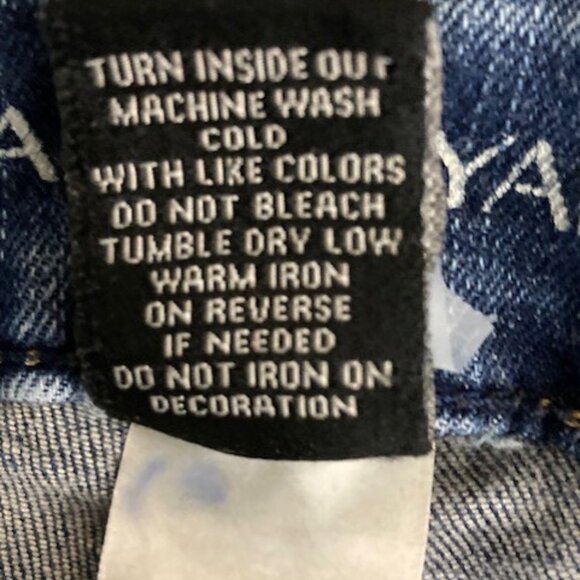 TURN INSIDE OUT
MACHINE WASH
COLD
WITH LIKE COLORS
DO NOT BLEACH
TUMBLE DRY LOW
WARM IRON
ON REVERSE
IF NEEDED
DO NOT IRON ON
DECORATION
A
YA